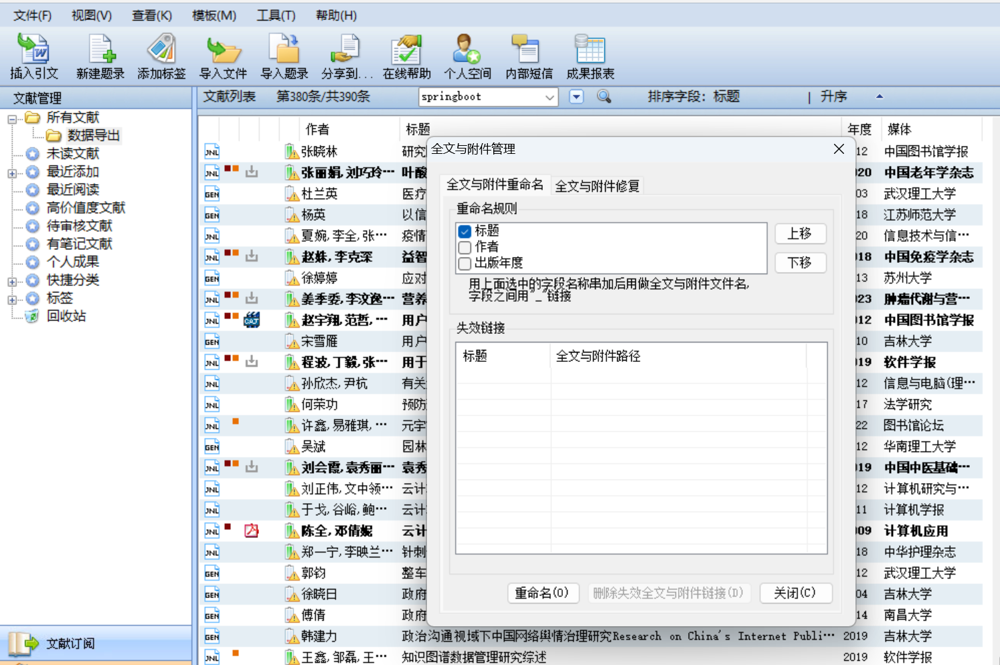 文件(F) 视图(V) 查看(K) 模板(M) 工具(T) 帮助(H)
插入引文 新建题录 添加标签 导入文件 导入题录 分享到... 在线帮助 个人空间 内部短信 成果报表
文献管理
所有文献
数据导出
未读文献
最近添加
最近阅读
高价值度文献
待审核文献
有笔记文献
个人成果
快捷分类
标签
回收站
文献订阅
文献列表 第380条/共390条 springboot 排序字段: 标题 | 升序
作者 标题 年度 媒体
JNL 张晓林 研究 12 中国图书馆学报
JNL 张丽娟,刘巧玲… 叶酸 020 中国老年学杂志
GEN 杜兰英 医疗 03 武汉理工大学
GEN 杨英 以信 18 江苏师范大学
JNL 夏婉,李全,张… 疫情 20 信息技术与信…
JNL 赵姝,李克深 益智 018 中国免疫学杂志
GEN 徐婷婷 应对 13 苏州大学
JNL 姜季委,李汶逸… 营养 023 肿瘤代谢与营…
JNL CAJ 赵宇翔,范哲,… 用户 012 中国图书馆学报
GEN 宋雪雁 用户 10 吉林大学
JNL 程波,丁毅,张… 用于 019 软件学报
JNL 孙欣杰,尹杭 有关 12 信息与电脑(理…
JNL 何荣功 预防 17 法学研究
JNL 许鑫,易雅琪,… 元宇 22 图书馆论坛
GEN 吴斌 园林 12 华南理工大学
JNL 刘会霞,袁秀丽… 袁秀 019 中国中医基础…
JNL 刘正伟,文中领… 云计 12 计算机研究与…
JNL 于戈,谷峪,鲍… 云计 11 计算机学报
JNL 陈全,邓倩妮 云计 009 计算机应用
JNL 郑一宁,李映兰… 针刺 18 中华护理杂志
GEN 郭钧 整车 12 武汉理工大学
GEN 徐晓日 政府 04 吉林大学
GEN 傅倩 政府 14 南昌大学
GEN 韩建力 政治沟通视域下中国网络舆情治理研究Research on China's Internet Publi… 2019 吉林大学
JNL 王鑫,邹磊,王… 知识图谱数据管理研究综述 2019 软件学报
全文与附件管理
全文与附件重命名 全文与附件修复
重命名规则
标题
作者
出版年度
上移
下移
用上面选中的字段名称串加后用做全文与附件文件名,
字段之间用"_"链接
失效链接
标题 全文与附件路径
重命名(O) 删除失效全文与附件链接(D) 关闭(C)